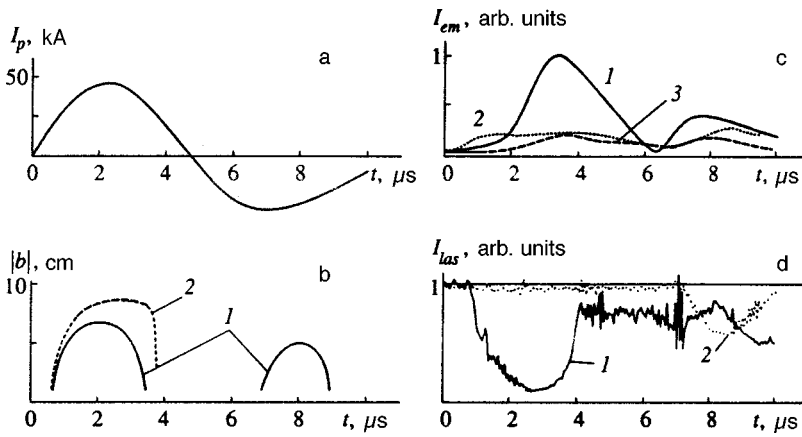 I_p, kA
a
50
0 2 4 6 8 t, μs
I_em, arb. units
c
1
1
2
3
0 2 4 6 8 t, μs
|b|, cm
b
10
2
1
0 2 4 6 8 t, μs
I_las, arb. units
d
1
1
2
0 2 4 6 8 t, μs